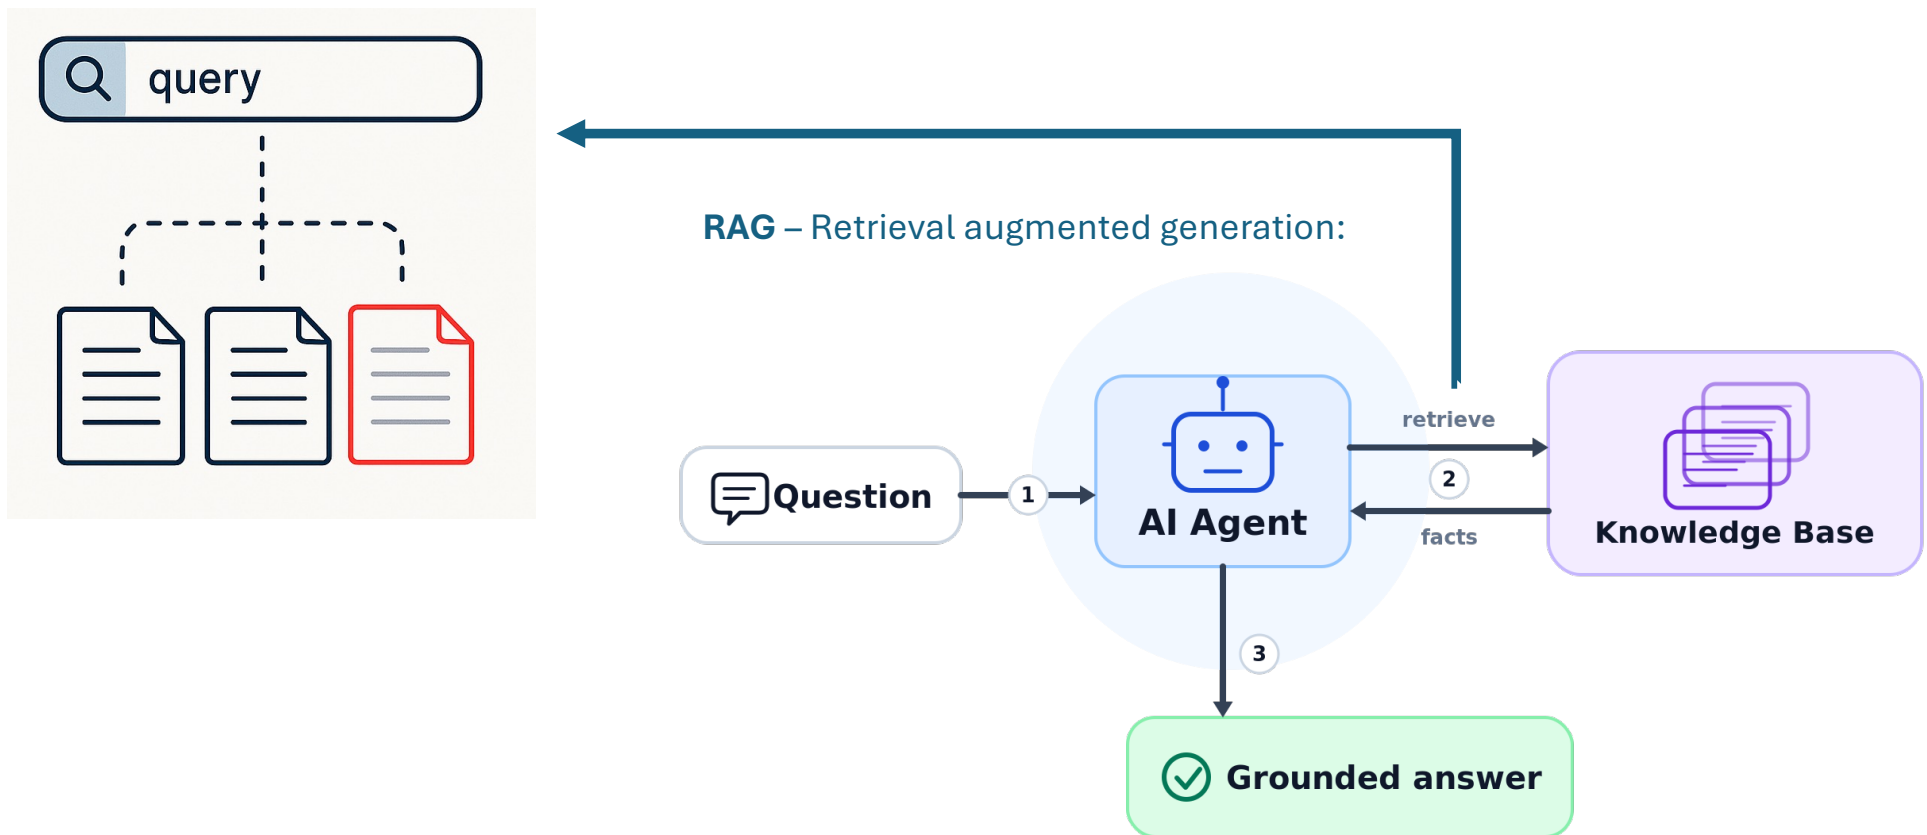 query
RAG – Retrieval augmented generation:
Question
1
AI Agent
retrieve
2
facts
Knowledge Base
3
Grounded answer